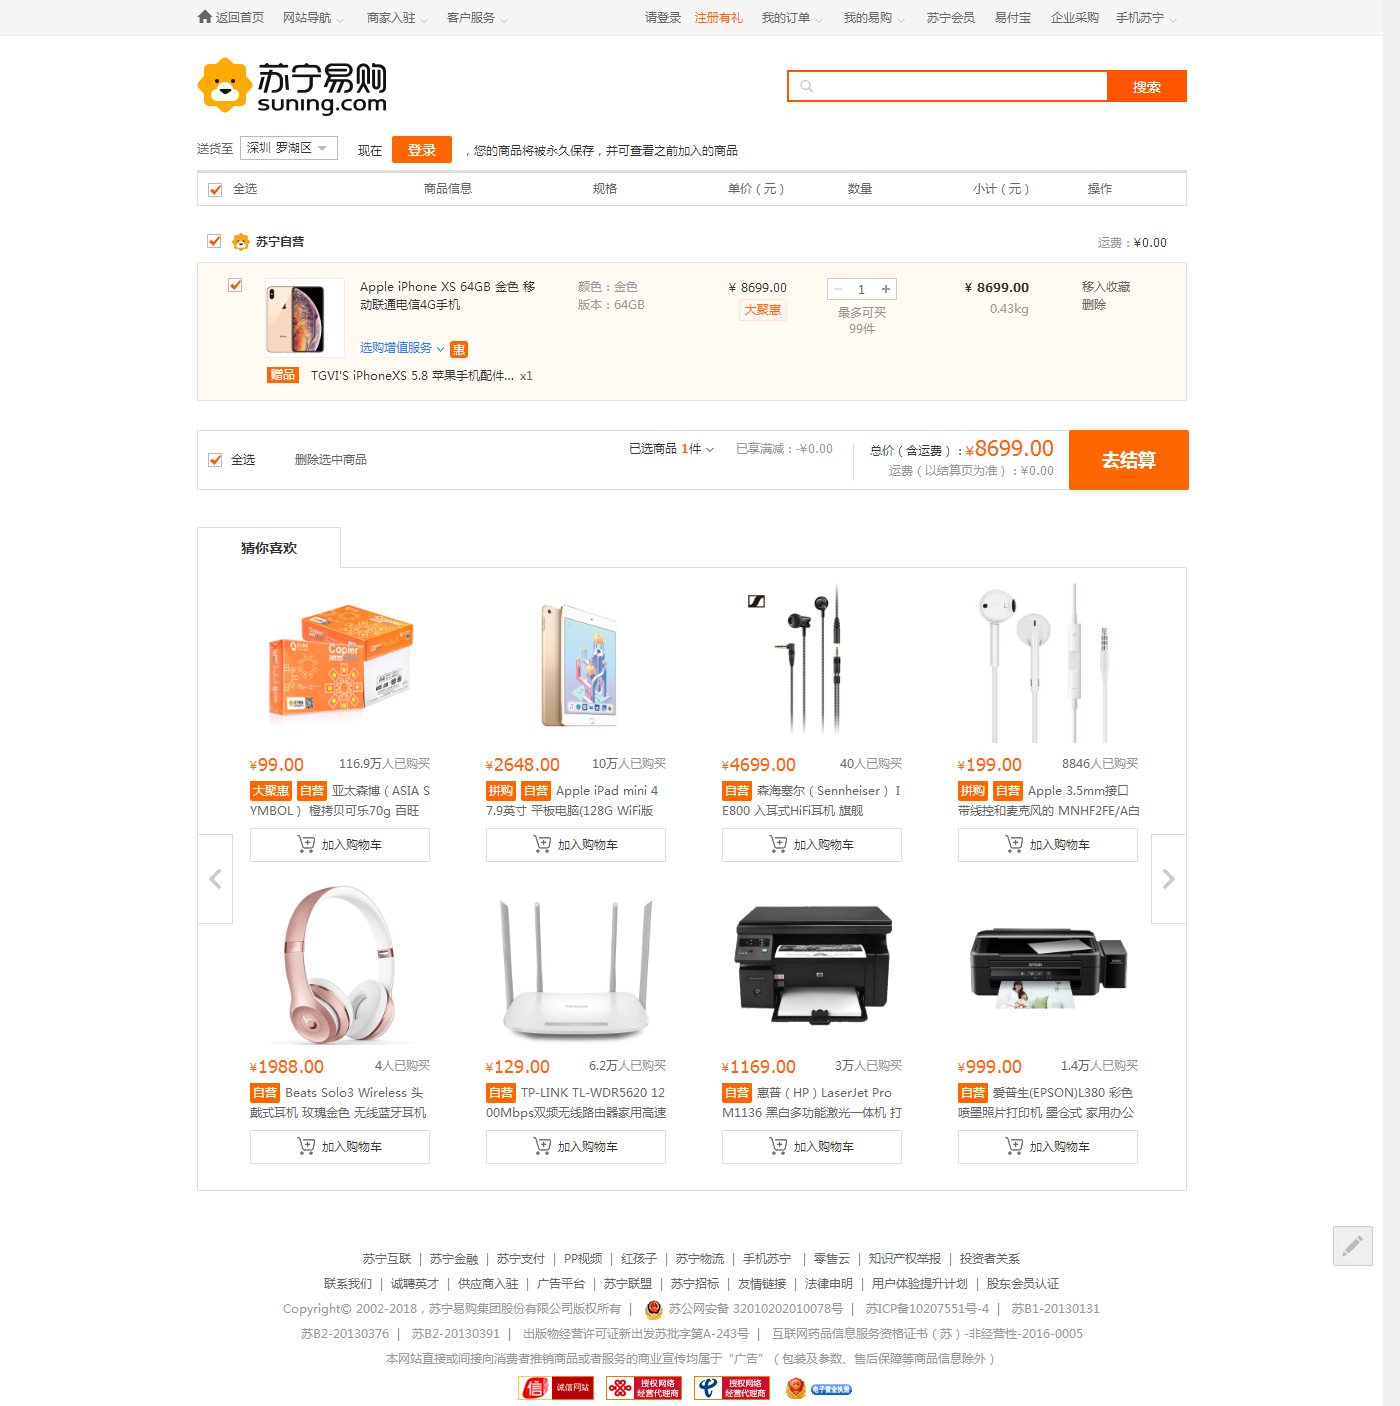 返回首页 网站导航 商家入驻 客户服务 请登录 注册有礼 我的订单 我的易购 苏宁会员 易付宝 企业采购 手机苏宁
苏宁易购
suning.com
搜索
送货至 深圳 罗湖区 现在 登录 ，您的商品将被永久保存，并可查看之前加入的商品
全选 商品信息 规格 单价（元） 数量 小计（元） 操作
苏宁自营 运费：¥0.00
Apple iPhone XS 64GB 金色 移 颜色：金色 ¥ 8699.00 1 ¥ 8699.00 移入收藏
动联通电信4G手机 版本：64GB 大聚惠 最多可买 0.43kg 删除
99件
选购增值服务 惠
赠品 TGVI'S iPhoneXS 5.8 苹果手机配件... x1
全选 删除选中商品 已选商品 1件 已享满减：-¥0.00 总价（含运费）：¥8699.00 去结算
运费（以结算页为准）：¥0.00
猜你喜欢
Copier
¥99.00 116.9万人已购买
大聚惠 自营 亚太森博（ASIA S
YMBOL） 橙拷贝可乐70g 百旺
加入购物车
¥2648.00 10万人已购买
拼购 自营 Apple iPad mini 4
7.9英寸 平板电脑(128G WiFi版
加入购物车
¥4699.00 40人已购买
自营 森海塞尔（Sennheiser） I
E800 入耳式HiFi耳机 旗舰
加入购物车
¥199.00 8846人已购买
拼购 自营 Apple 3.5mm接口
带线控和麦克风的 MNHF2FE/A白
加入购物车
¥1988.00 4人已购买
自营 Beats Solo3 Wireless 头
戴式耳机 玫瑰金色 无线蓝牙耳机
加入购物车
¥129.00 6.2万人已购买
自营 TP-LINK TL-WDR5620 12
00Mbps双频无线路由器家用高速
加入购物车
¥1169.00 3万人已购买
自营 惠普（HP）LaserJet Pro
M1136 黑白多功能激光一体机 打
加入购物车
¥999.00 1.4万人已购买
自营 爱普生(EPSON)L380 彩色
喷墨照片打印机 墨仓式 家用办公
加入购物车
苏宁互联 | 苏宁金融 | 苏宁支付 | PP视频 | 红孩子 | 苏宁物流 | 手机苏宁 | 零售云 | 知识产权举报 | 投资者关系
联系我们 | 诚聘英才 | 供应商入驻 | 广告平台 | 苏宁联盟 | 苏宁招标 | 友情链接 | 法律申明 | 用户体验提升计划 | 股东会员认证
Copyright© 2002-2018，苏宁易购集团股份有限公司版权所有 | 苏公网安备 32010202010078号 | 苏ICP备10207551号-4 | 苏B1-20130131
苏B2-20130376 | 苏B2-20130391 | 出版物经营许可证新出发苏批字第A-243号 | 互联网药品信息服务资格证书（苏）-非经营性-2016-0005
本网站直接或间接向消费者推销商品或者服务的商业宣传均属于“广告”（包装及参数、售后保障等商品信息除外）
信 诚信网站 授权网络 经营代理商 授权网络 经营代理商 电子营业执照